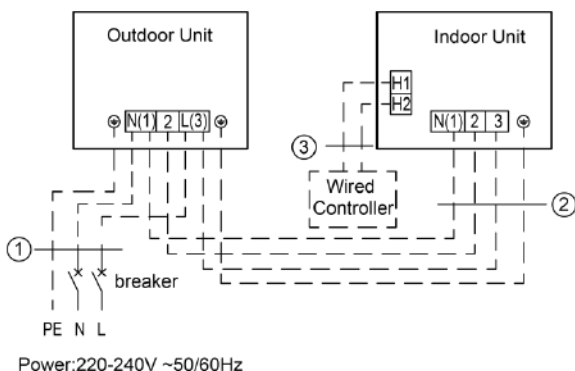 Outdoor Unit
Indoor Unit
H1
H2
N(1) 2 L(3)
N(1) 2 3
③
Wired
Controller
②
①
breaker
PE N L
Power:220-240V ~50/60Hz